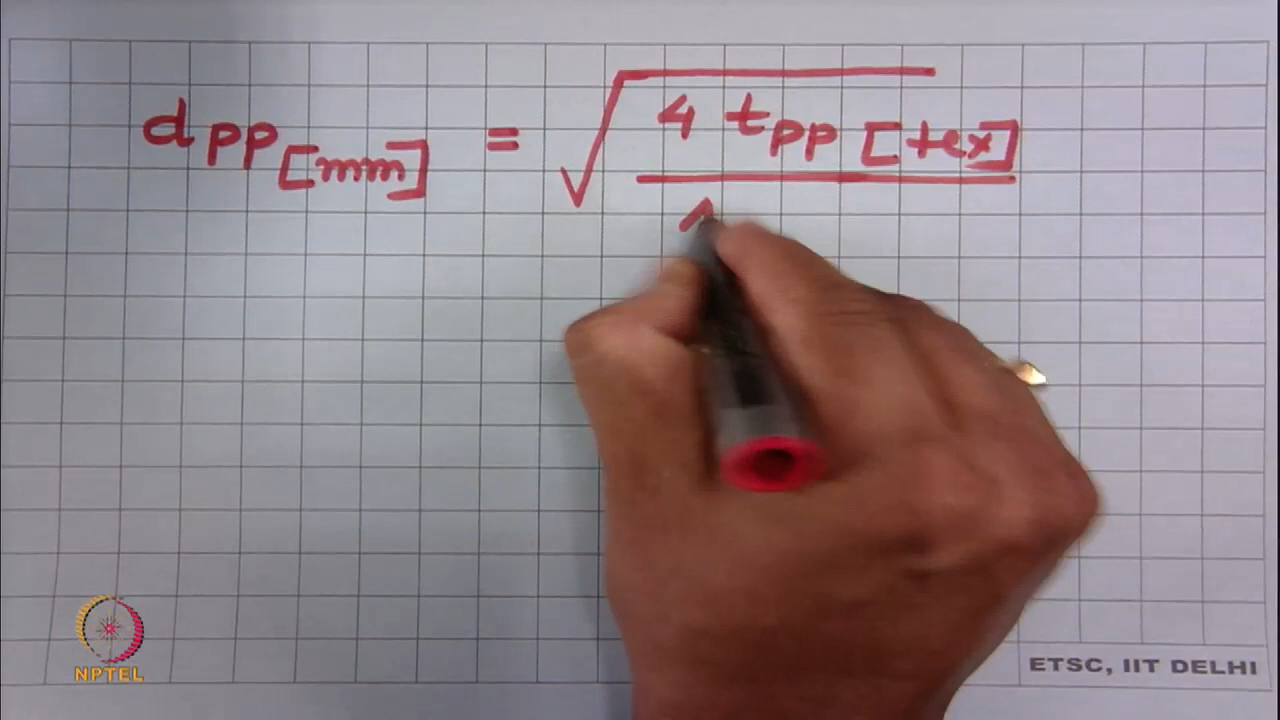 dpp[mm] = √ 4 tpp [tex]
NPTEL
ETSC, IIT DELHI